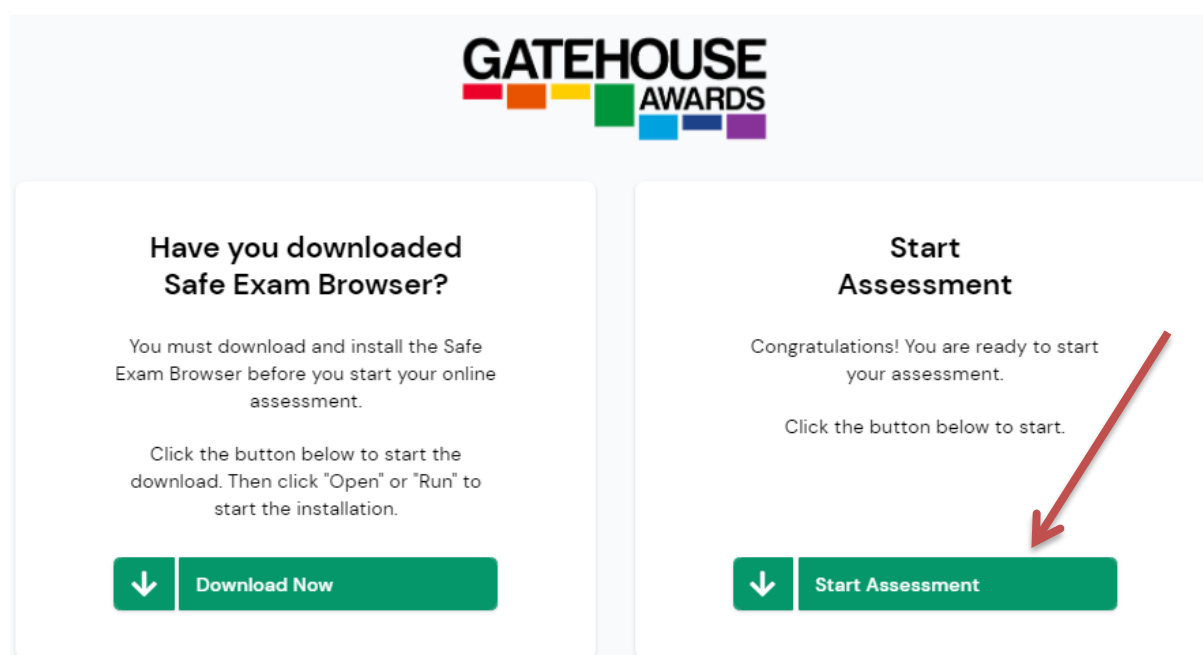 GATEHOUSE
AWARDS
Have you downloaded
Safe Exam Browser?
You must download and install the Safe
Exam Browser before you start your online
assessment.
Click the button below to start the
download. Then click "Open" or "Run" to
start the installation.
Download Now
Start
Assessment
Congratulations! You are ready to start
your assessment.
Click the button below to start.
Start Assessment